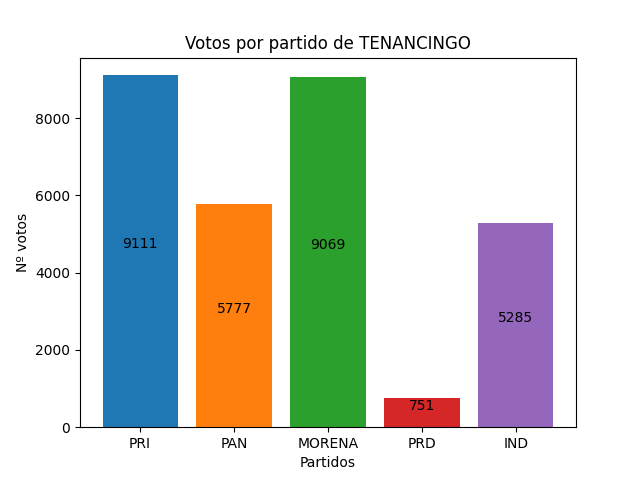 Votos por partido de TENANCINGO
Nº votos
8000
6000
4000
2000
0
9111
5777
9069
751
5285
PRI
PAN
MORENA
PRD
IND
Partidos